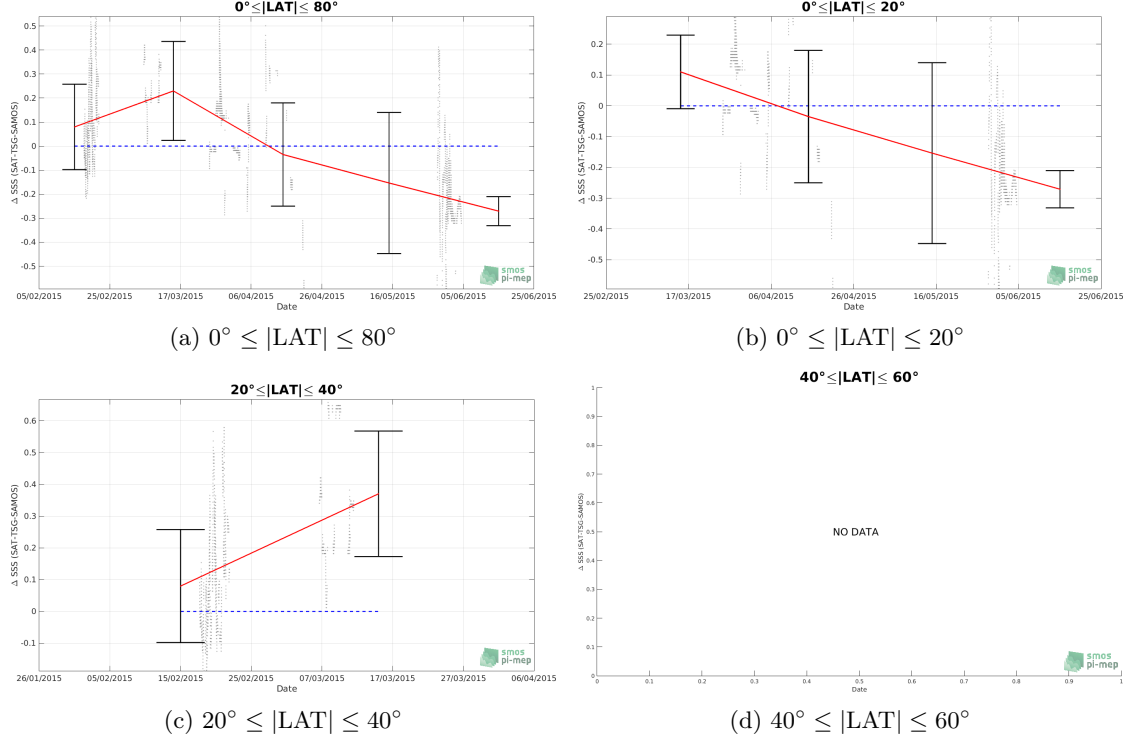 0°≤|LAT|≤ 80°
0.5
0.4
0.3
0.2
0.1
0
-0.1
-0.2
-0.3
-0.4
-0.5
Δ SSS (SAT-TSG-SAMOS)
05/02/2015 25/02/2015 17/03/2015 06/04/2015 26/04/2015 16/05/2015 05/06/2015 25/06/2015
Date
smos
pi-mep
(a) 0° ≤ |LAT| ≤ 80°
0°≤|LAT|≤ 20°
0.2
0.1
0
-0.1
-0.2
-0.3
-0.4
-0.5
Δ SSS (SAT-TSG-SAMOS)
25/02/2015 17/03/2015 06/04/2015 26/04/2015 16/05/2015 05/06/2015 25/06/2015
Date
smos
pi-mep
(b) 0° ≤ |LAT| ≤ 20°
20°≤|LAT|≤ 40°
0.6
0.5
0.4
0.3
0.2
0.1
0
-0.1
Δ SSS (SAT-TSG-SAMOS)
26/01/2015 05/02/2015 15/02/2015 25/02/2015 07/03/2015 17/03/2015 27/03/2015 06/04/2015
Date
smos
pi-mep
(c) 20° ≤ |LAT| ≤ 40°
40°≤|LAT|≤ 60°
1
0.9
0.8
0.7
0.6
0.5
0.4
0.3
0.2
0.1
0
Δ SSS (SAT-TSG-SAMOS)
NO DATA
0 0.1 0.2 0.3 0.4 0.5 0.6 0.7 0.8 0.9 1
Date
smos
pi-mep
(d) 40° ≤ |LAT| ≤ 60°